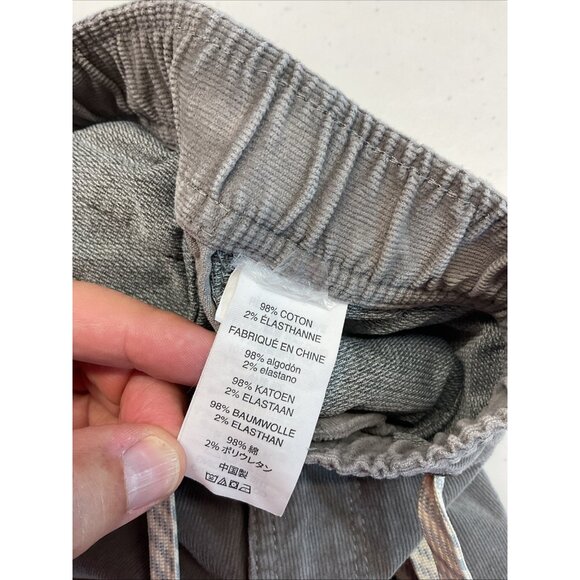 98% COTON
2% ÉLASTHANNE
FABRIQUÉ EN CHINE
98% algodón
2% elastano
98% KATOEN
2% ELASTAAN
98% BAUMWOLLE
2% ELASTHAN
98% 綿
2% ポリウレタン
中国製